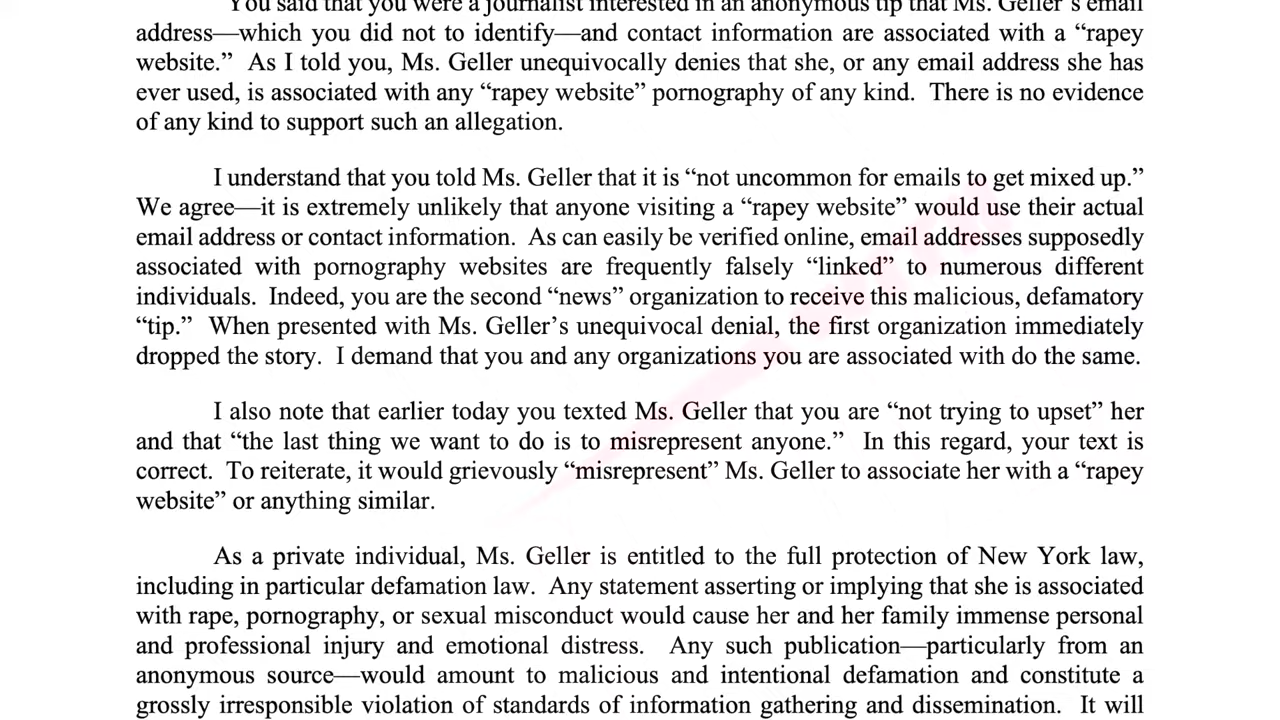 You said that you were a journalist interested in an anonymous tip that Ms. Geller's email
address—which you did not to identify—and contact information are associated with a “rapey
website.” As I told you, Ms. Geller unequivocally denies that she, or any email address she has
ever used, is associated with any “rapey website” pornography of any kind. There is no evidence
of any kind to support such an allegation.
I understand that you told Ms. Geller that it is “not uncommon for emails to get mixed up.”
We agree—it is extremely unlikely that anyone visiting a “rapey website” would use their actual
email address or contact information. As can easily be verified online, email addresses supposedly
associated with pornography websites are frequently falsely “linked” to numerous different
individuals. Indeed, you are the second “news” organization to receive this malicious, defamatory
“tip.” When presented with Ms. Geller’s unequivocal denial, the first organization immediately
dropped the story. I demand that you and any organizations you are associated with do the same.
I also note that earlier today you texted Ms. Geller that you are “not trying to upset” her
and that “the last thing we want to do is to misrepresent anyone.” In this regard, your text is
correct. To reiterate, it would grievously “misrepresent” Ms. Geller to associate her with a “rapey
website” or anything similar.
As a private individual, Ms. Geller is entitled to the full protection of New York law,
including in particular defamation law. Any statement asserting or implying that she is associated
with rape, pornography, or sexual misconduct would cause her and her family immense personal
and professional injury and emotional distress. Any such publication—particularly from an
anonymous source—would amount to malicious and intentional defamation and constitute a
grossly irresponsible violation of standards of information gathering and dissemination. It will